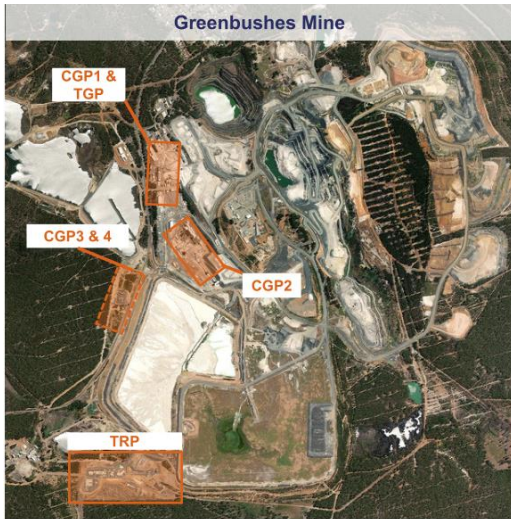 Greenbushes Mine
CGP1 &
TGP
CGP3 & 4
CGP2
TRP